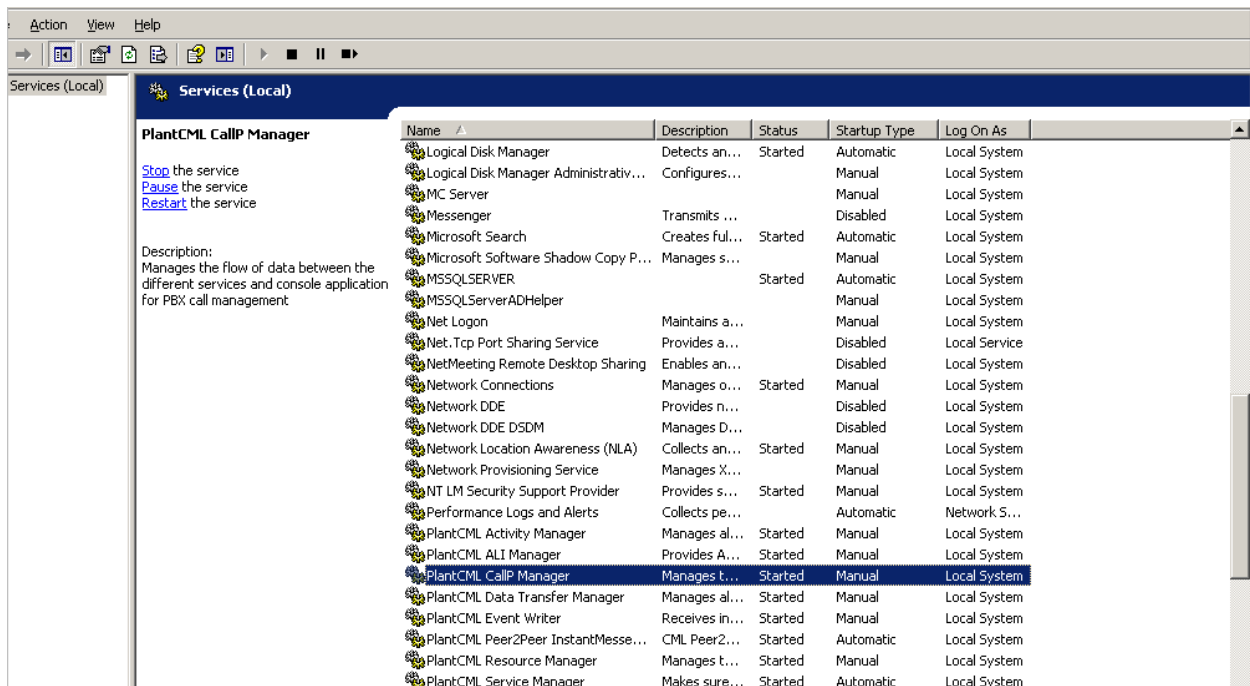 Action View Help
Services (Local)
Services (Local)
PlantCML CallP Manager
Stop the service
Pause the service
Restart the service
Description:
Manages the flow of data between the
different services and console application
for PBX call management
Name Description Status Startup Type Log On As
Logical Disk Manager Detects an... Started Automatic Local System
Logical Disk Manager Administrativ... Configures... Manual Local System
MC Server Manual Local System
Messenger Transmits ... Disabled Local System
Microsoft Search Creates ful... Started Automatic Local System
Microsoft Software Shadow Copy P... Manages s... Manual Local System
MSSQLSERVER Started Automatic Local System
MSSQLServerADHelper Manual Local System
Net Logon Maintains a... Manual Local System
Net.Tcp Port Sharing Service Provides a... Disabled Local Service
NetMeeting Remote Desktop Sharing Enables an... Disabled Local System
Network Connections Manages o... Started Manual Local System
Network DDE Provides n... Disabled Local System
Network DDE DSDM Manages D... Disabled Local System
Network Location Awareness (NLA) Collects an... Started Manual Local System
Network Provisioning Service Manages X... Manual Local System
NT LM Security Support Provider Provides s... Started Manual Local System
Performance Logs and Alerts Collects pe... Automatic Network S...
PlantCML Activity Manager Manages al... Started Manual Local System
PlantCML ALI Manager Provides A... Started Manual Local System
PlantCML CallP Manager Manages t... Started Manual Local System
PlantCML Data Transfer Manager Manages al... Started Manual Local System
PlantCML Event Writer Receives in... Started Manual Local System
PlantCML Peer2Peer InstantMesse... CML Peer2... Started Automatic Local System
PlantCML Resource Manager Manages t... Started Manual Local System
PlantCML Service Manager Makes sure... Started Automatic Local System